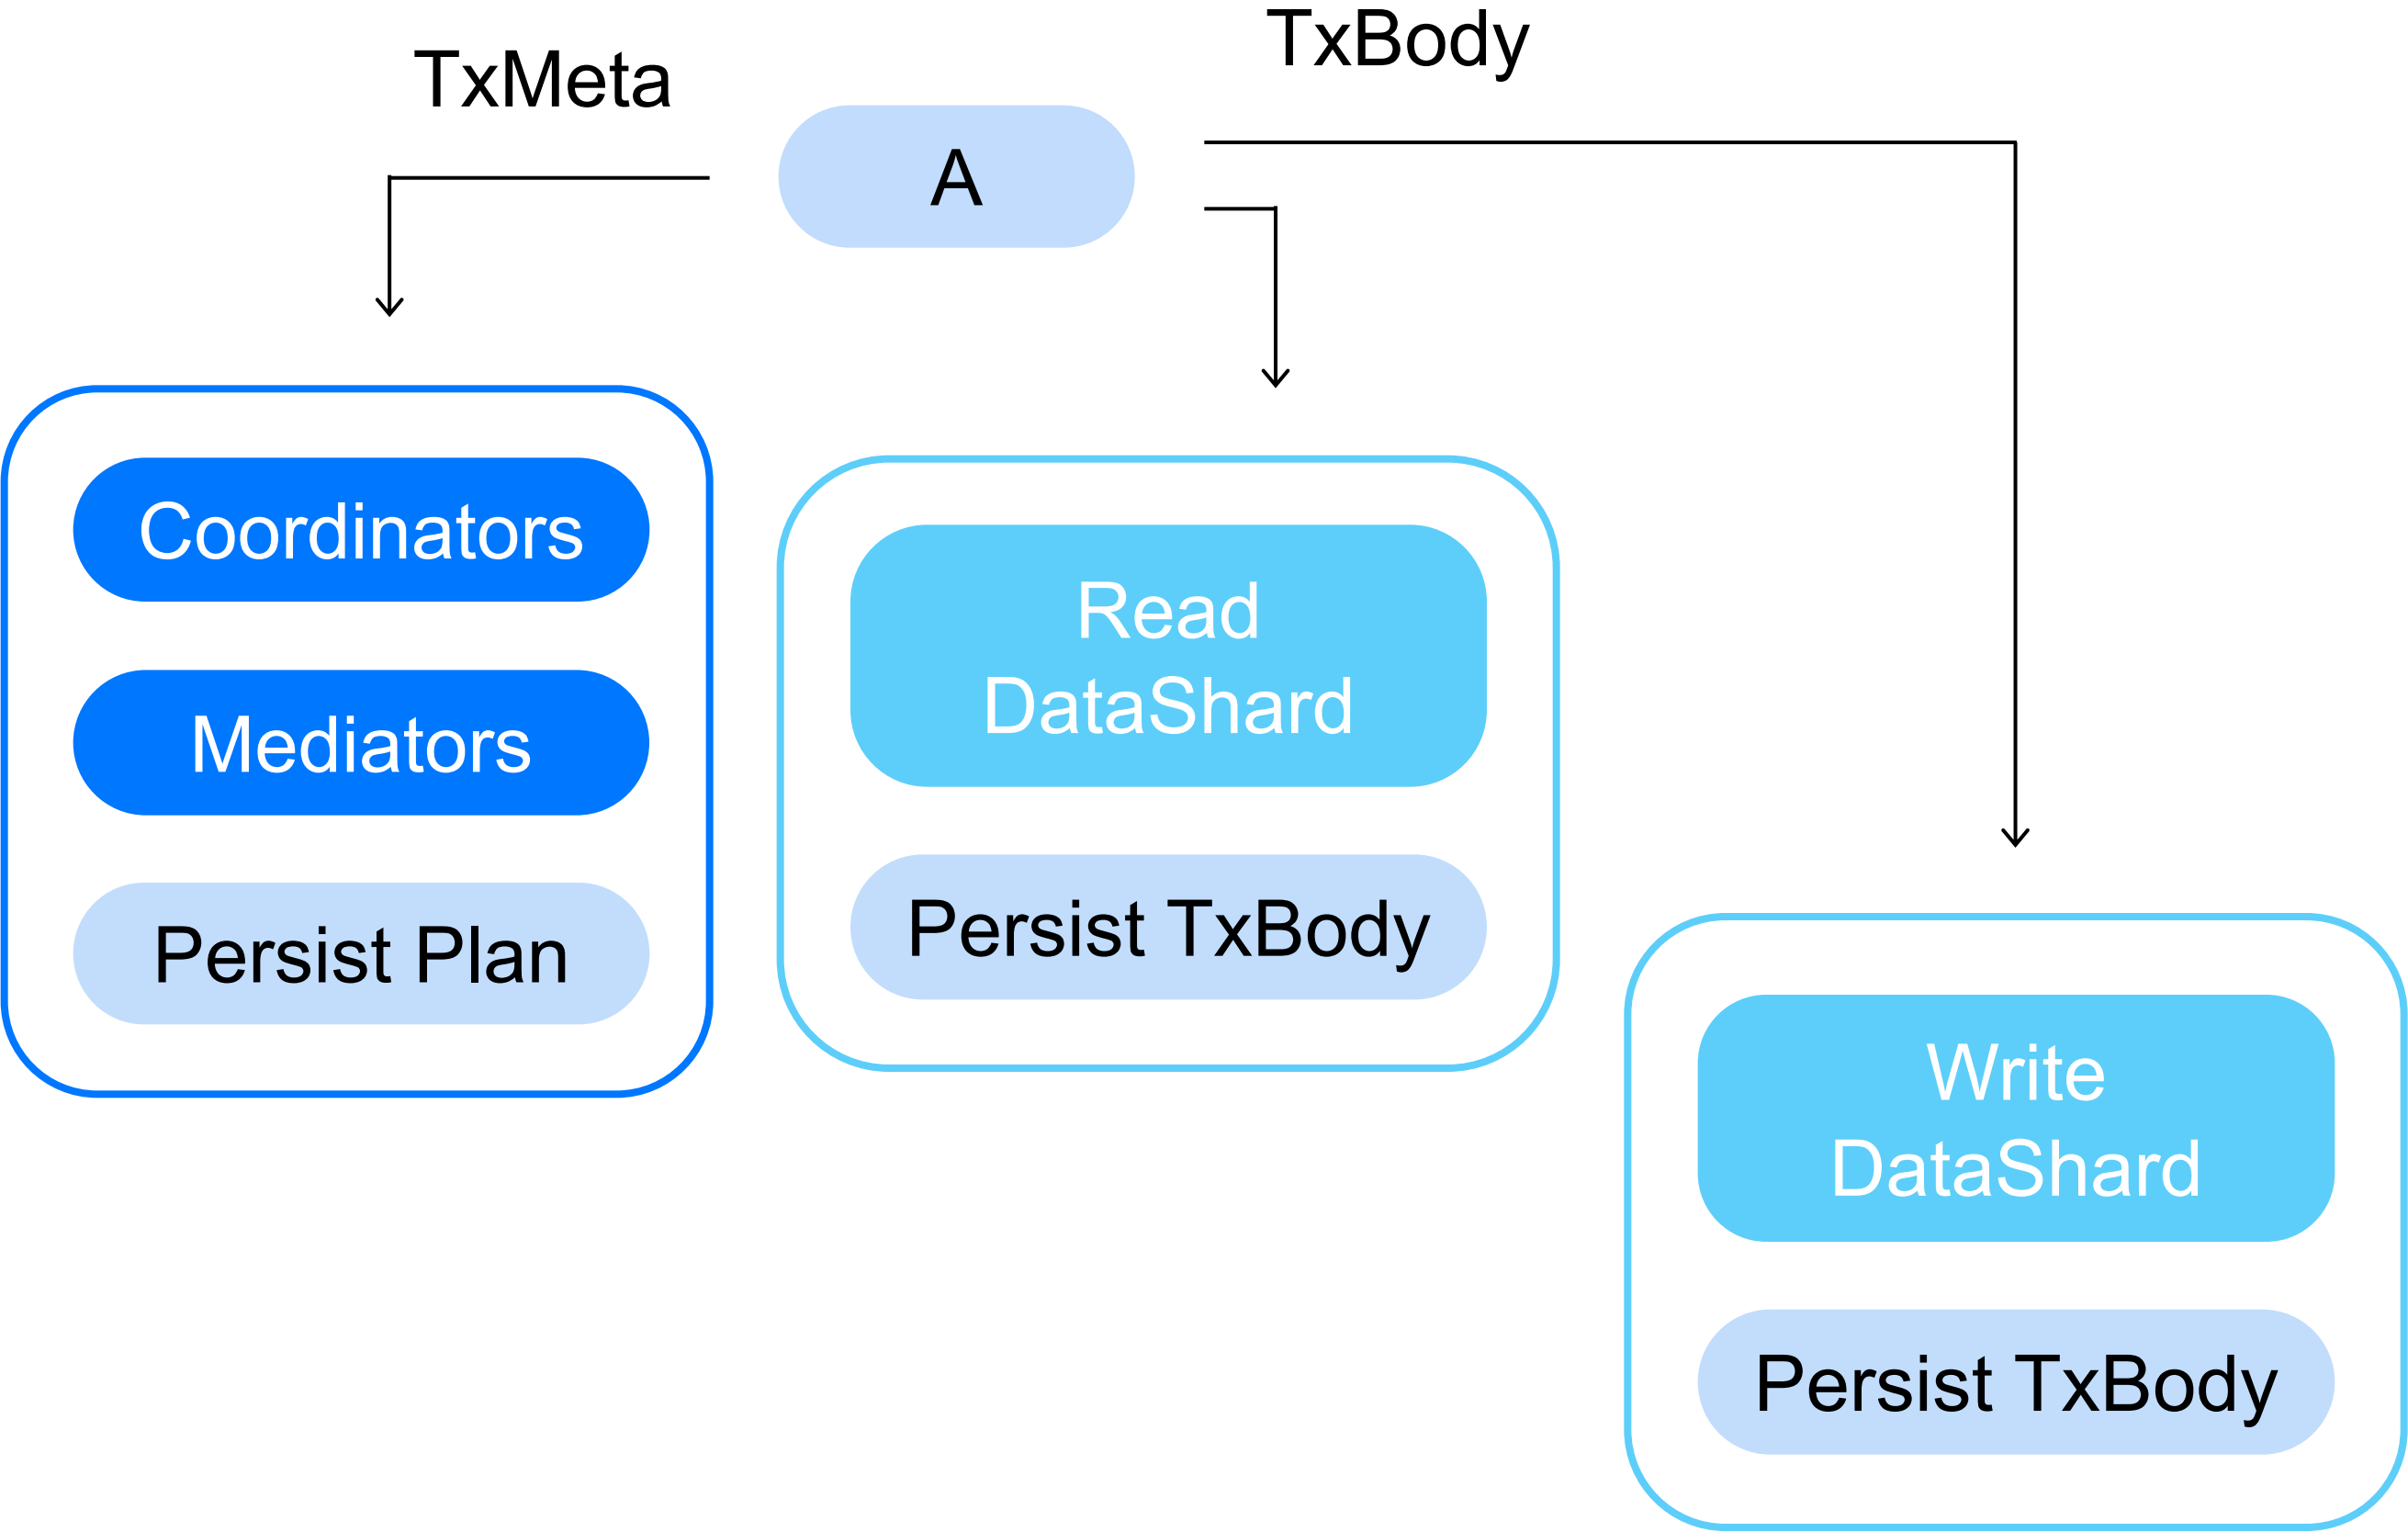 TxMeta
TxBody
A
Coordinators
Mediators
Persist Plan
Read
DataShard
Persist TxBody
Write
DataShard
Persist TxBody